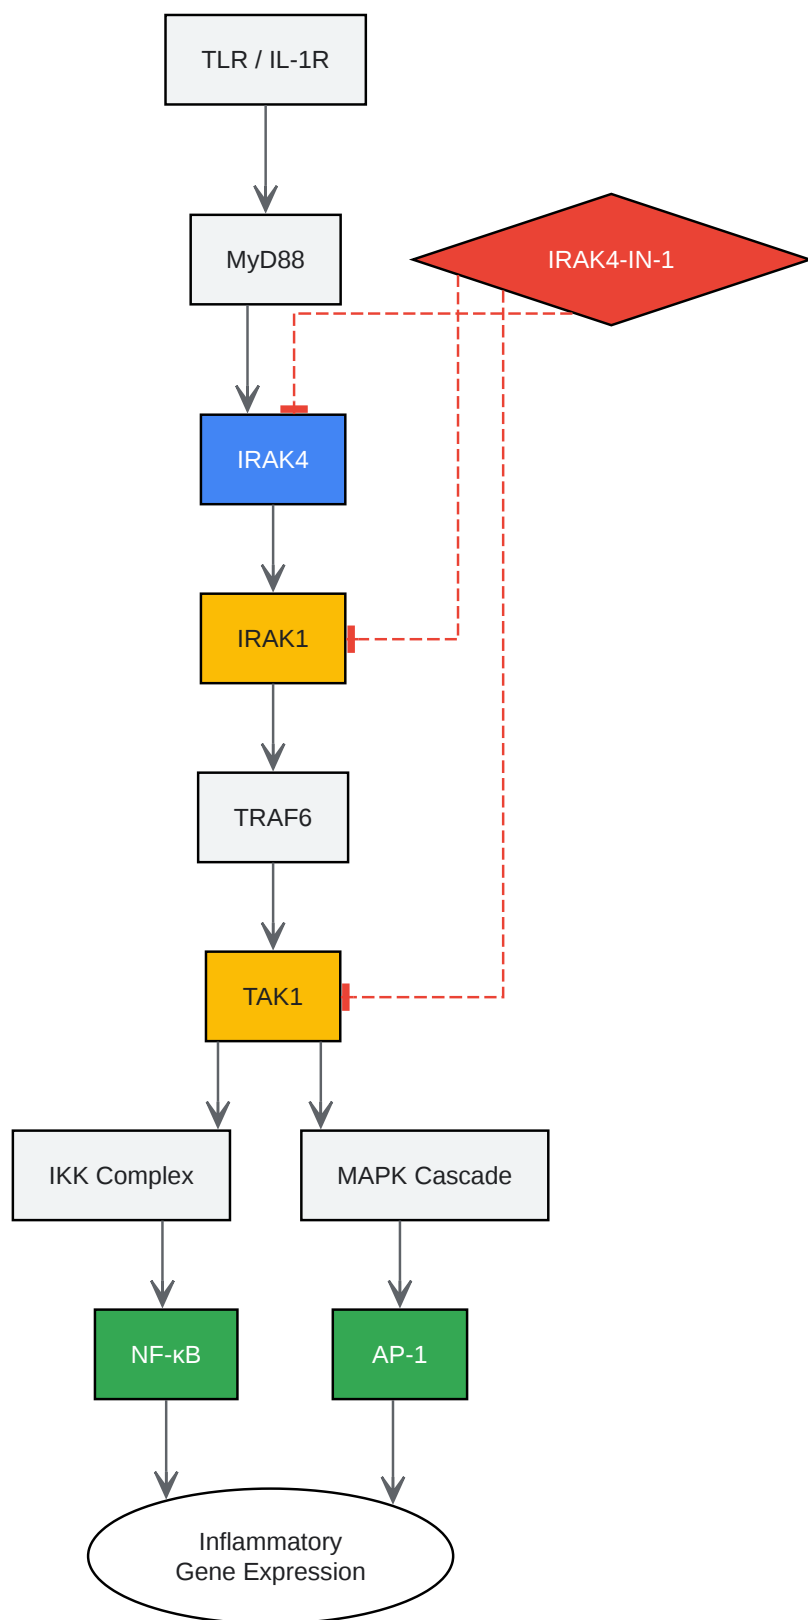 TLR / IL-1R
MyD88
IRAK4-IN-1
IRAK4
IRAK1
TRAF6
TAK1
IKK Complex
MAPK Cascade
NF-κB
AP-1
Inflammatory
Gene Expression